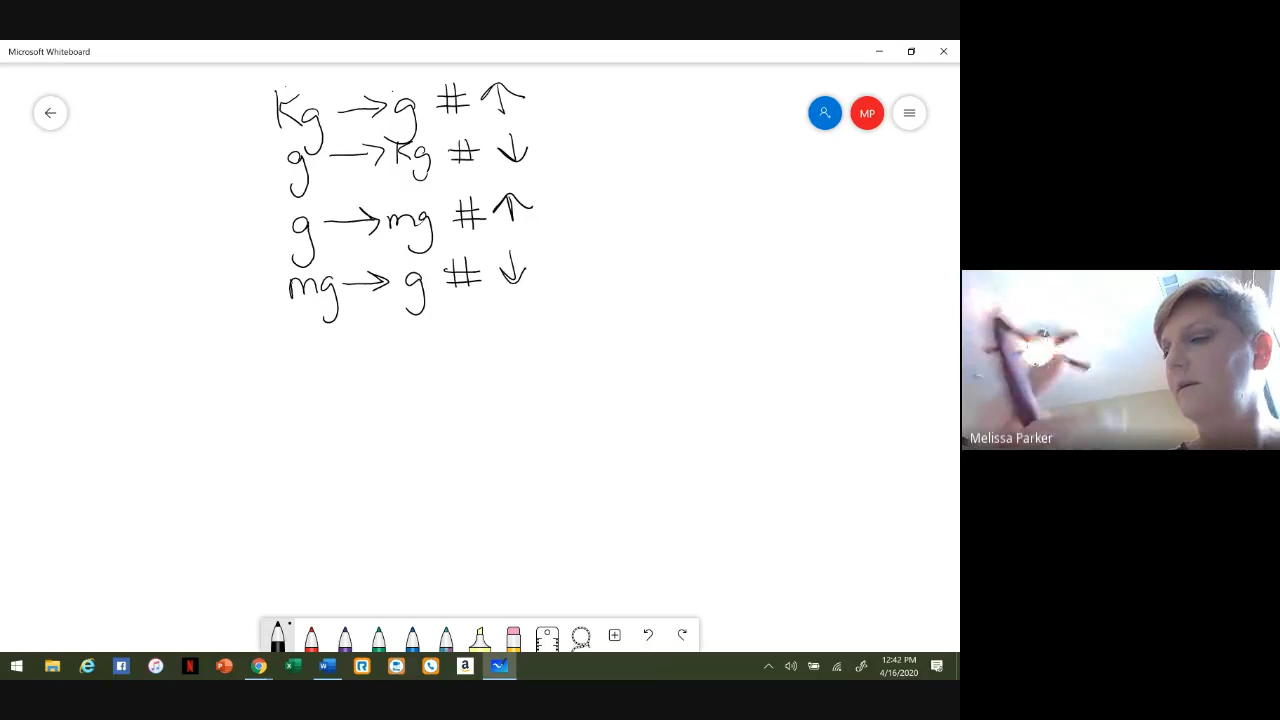 Microsoft Whiteboard
Kg → g # ↑
g → Kg # ↓
g → mg # ↑
mg → g # ↓
MP
Melissa Parker
12:42 PM
4/16/2020